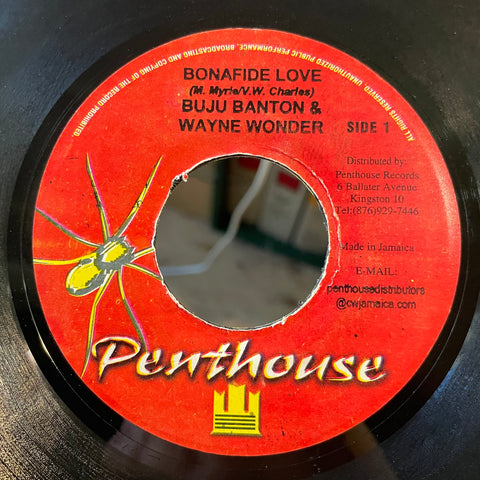 ALL RIGHTS RESERVED. UNAUTHORIZED PUBLIC PERFORMANCE, BROADCASTING AND COPYING OF THE RECORD PROHIBITED.
BONAFIDE LOVE
(M. Myrie/V.W. Charles)
BUJU BANTON &
WAYNE WONDER
SIDE 1
Distributed by:
Penthouse Records
6 Ballater Avenue
Kingston 10
Tel:(876)929-7446
Made in Jamaica
E-MAIL:
penthousedistributors
@cwjamaica.com
Penthouse